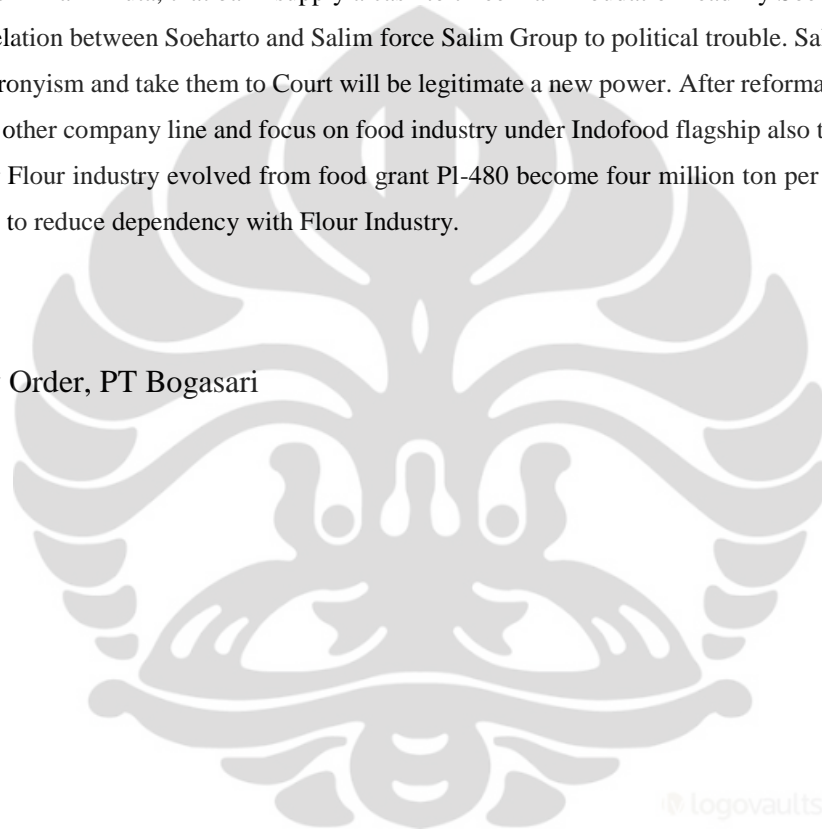 elation between Soeharto and Salim force Salim Group to political trouble. Sa
ronyism and take them to Court will be legitimate a new power. After reforma
other company line and focus on food industry under Indofood flagship also t
Flour industry evolved from food grant Pl-480 become four million ton per
to reduce dependency with Flour Industry.
Order, PT Bogasari
logovaults